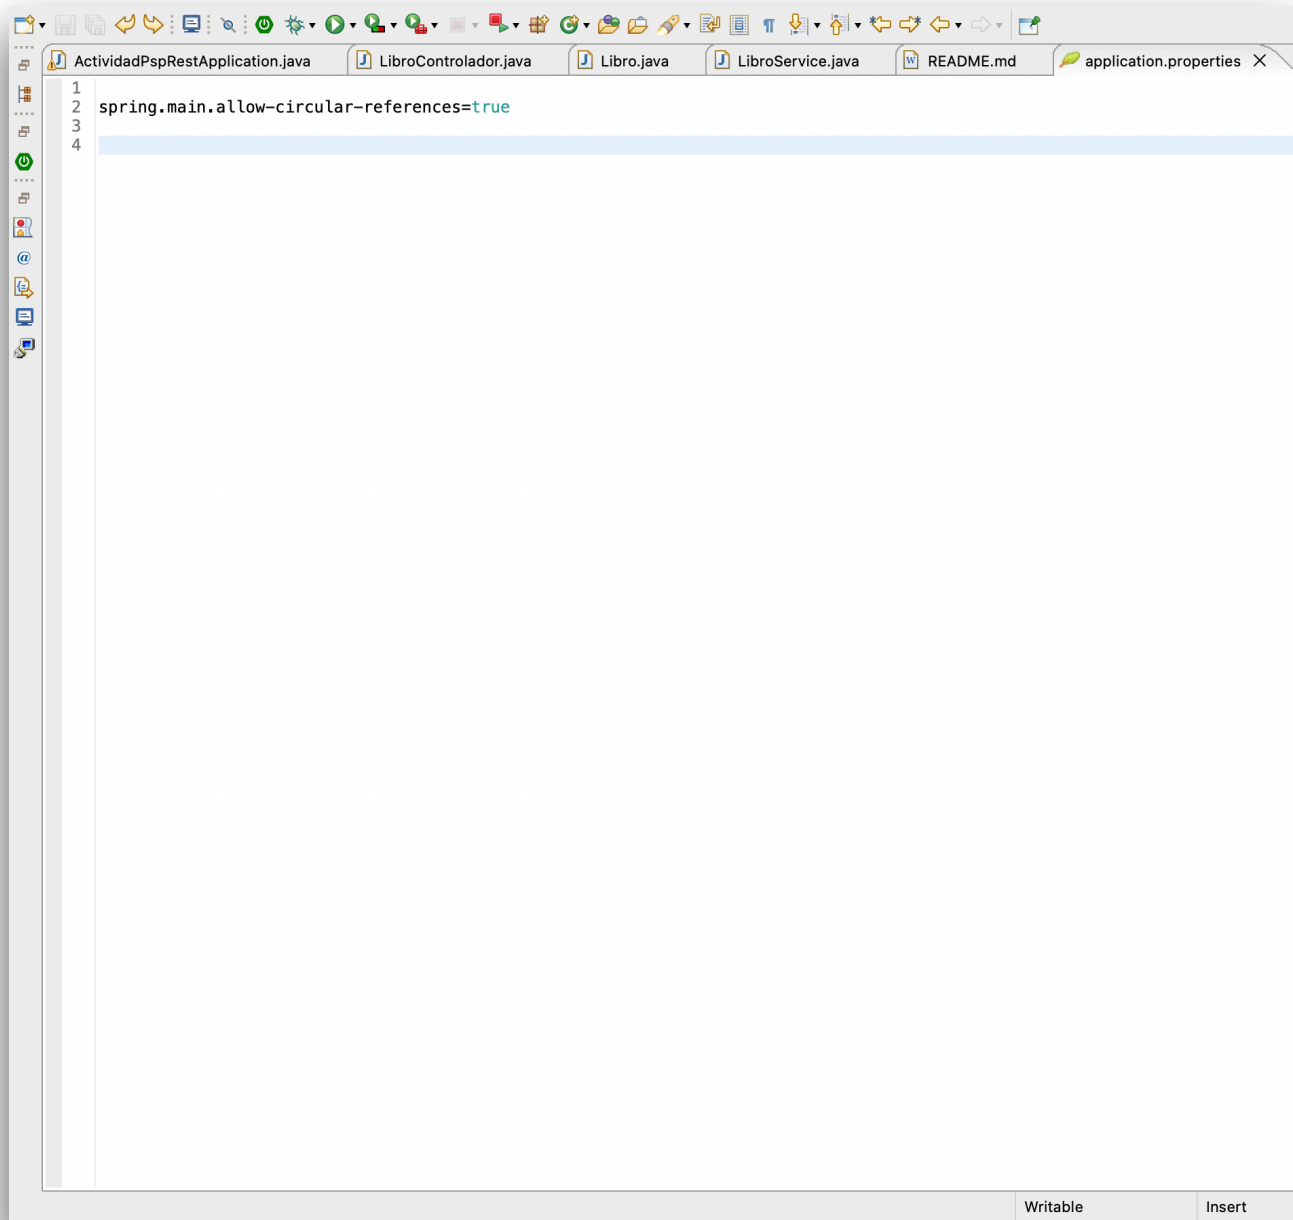 ActividadPspRestApplication.java
LibroControlador.java
Libro.java
LibroService.java
README.md
application.properties
1
2 spring.main.allow-circular-references=true
3
4
Writable
Insert